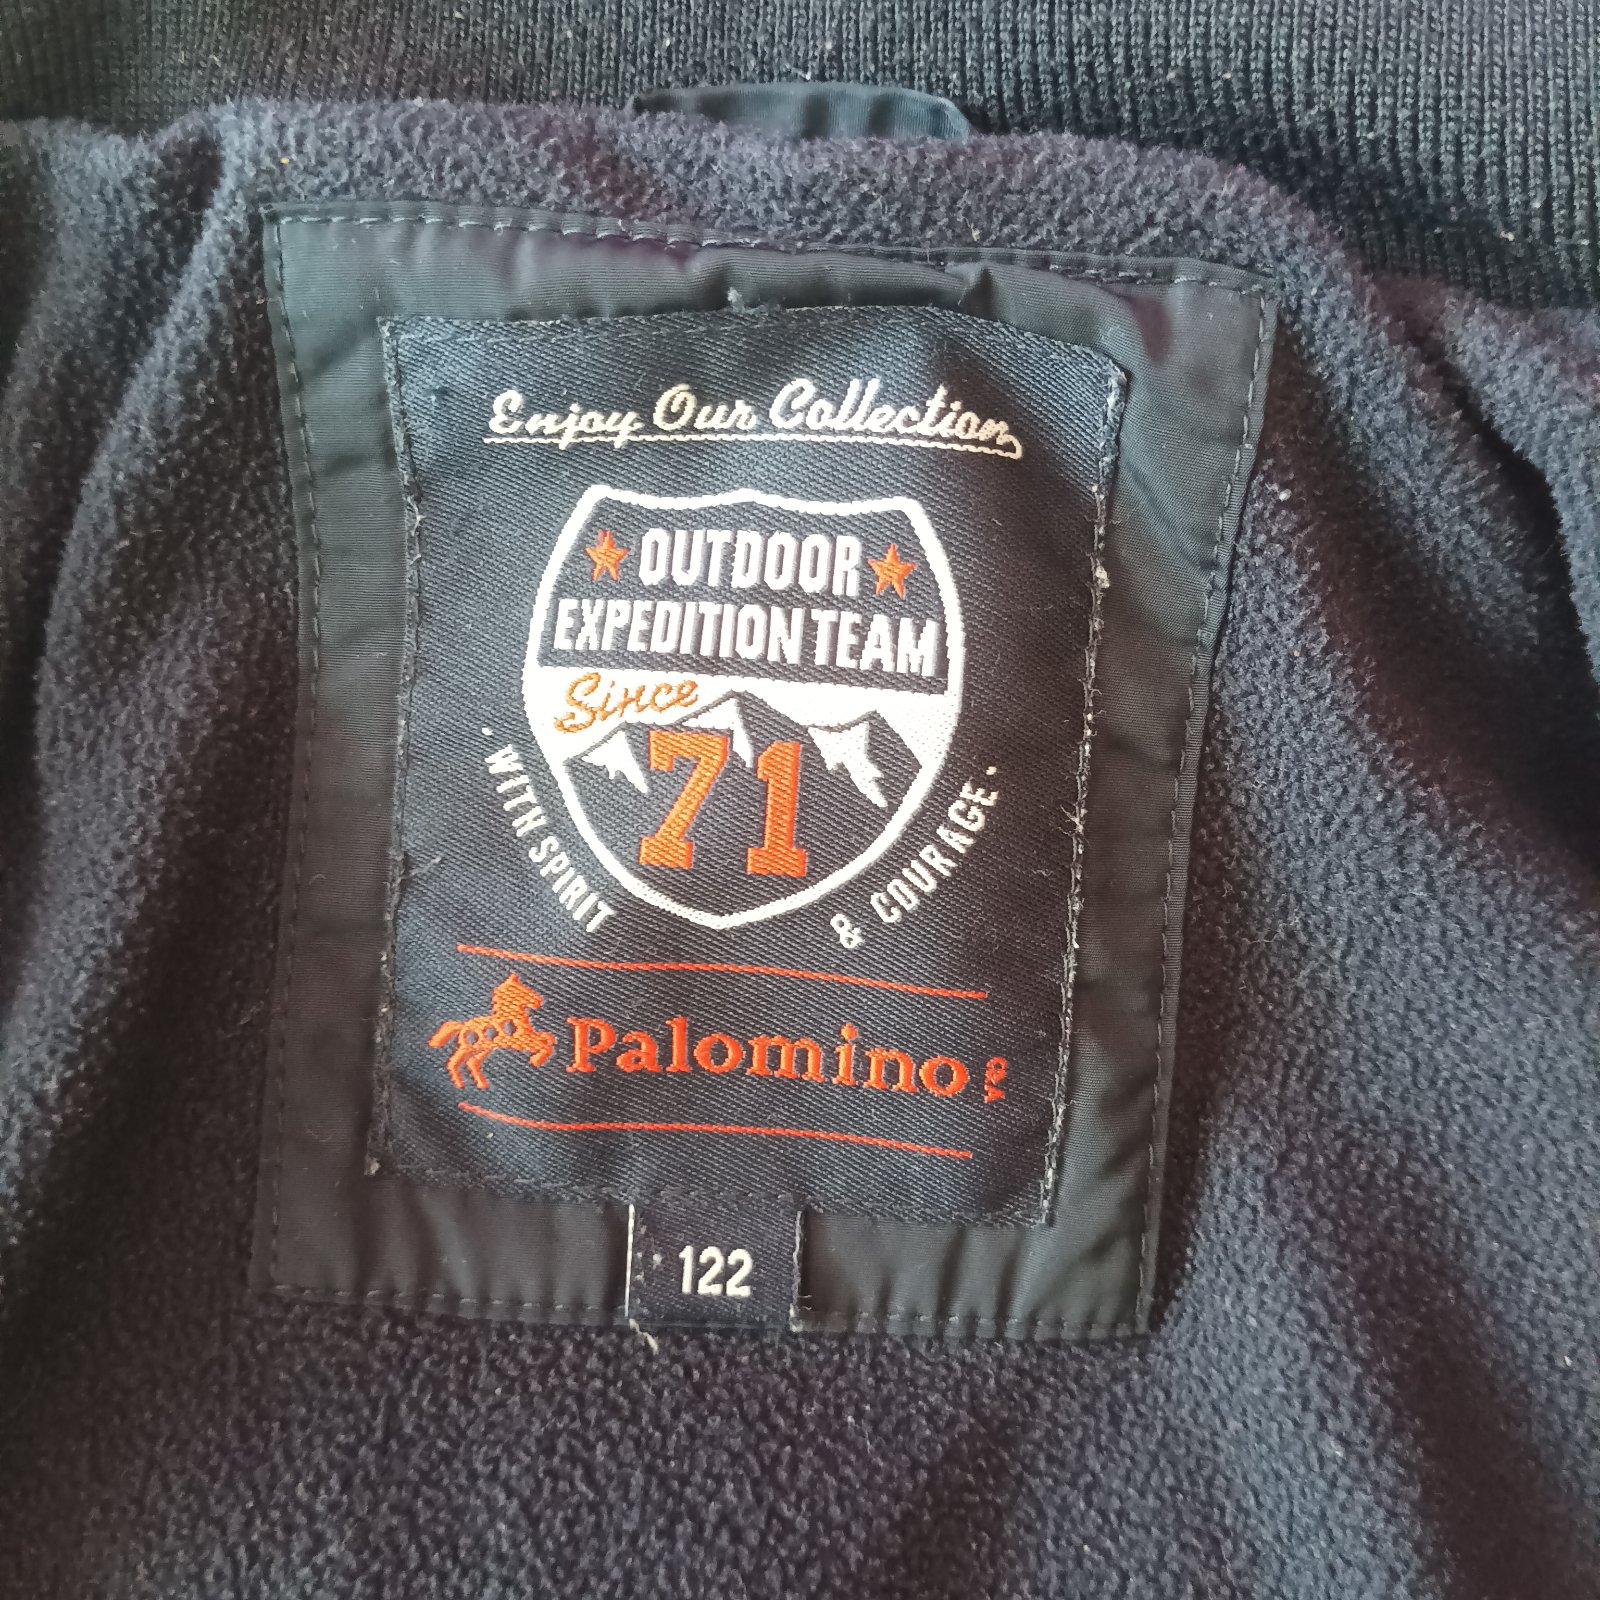 Enjoy Our Collection
OUTDOOR
EXPEDITION TEAM
Since
71
· WITH SPIRIT
& COURAGE ·
Palomino
122